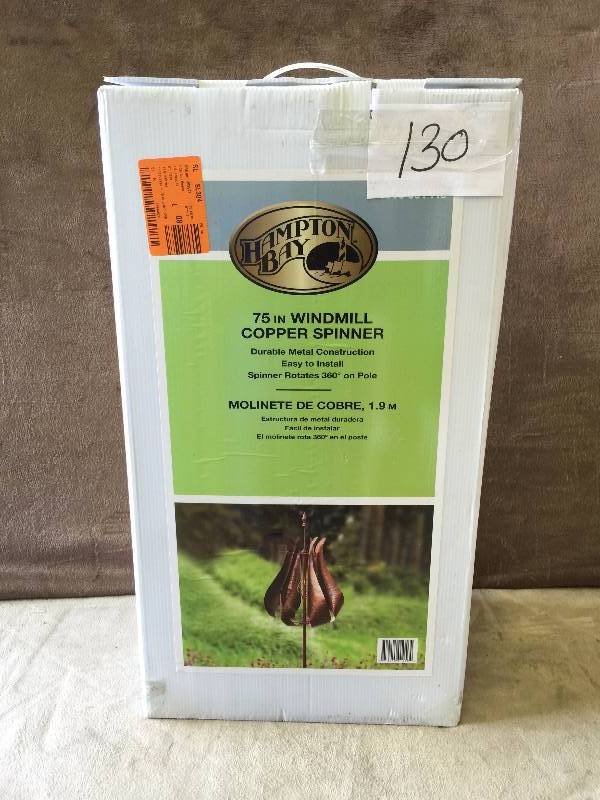 130
SL304
HAMPTON
BAY
75 IN WINDMILL
COPPER SPINNER
Durable Metal Construction
Easy to Install
Spinner Rotates 360° on Pole
MOLINETE DE COBRE, 1.9 M
Estructura de metal duradera
Fácil de instalar
El molinete rota 360° en el poste